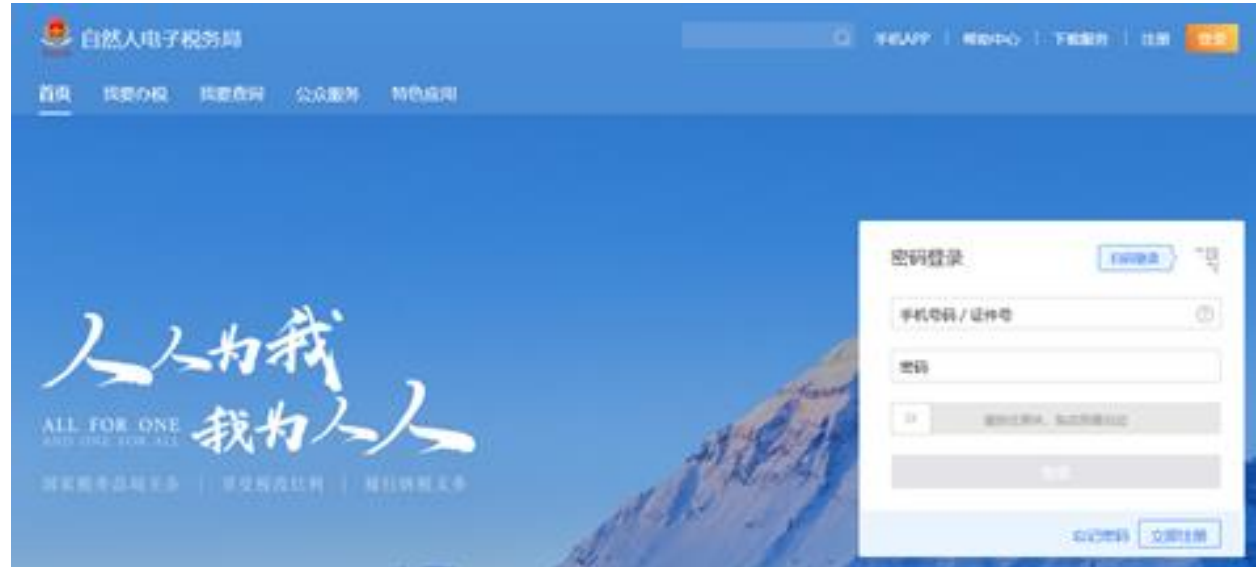 自然人电子税务局
手机APP | 帮助中心 | 下载服务 | 注册 登录
首页 我要办税 我要查询 公众服务 特色应用
密码登录 扫码登录
手机号码 / 证件号
密码
登录
忘记密码 立即注册
人人为我
ALL FOR ONE
AND ONE FOR ALL
我为人人